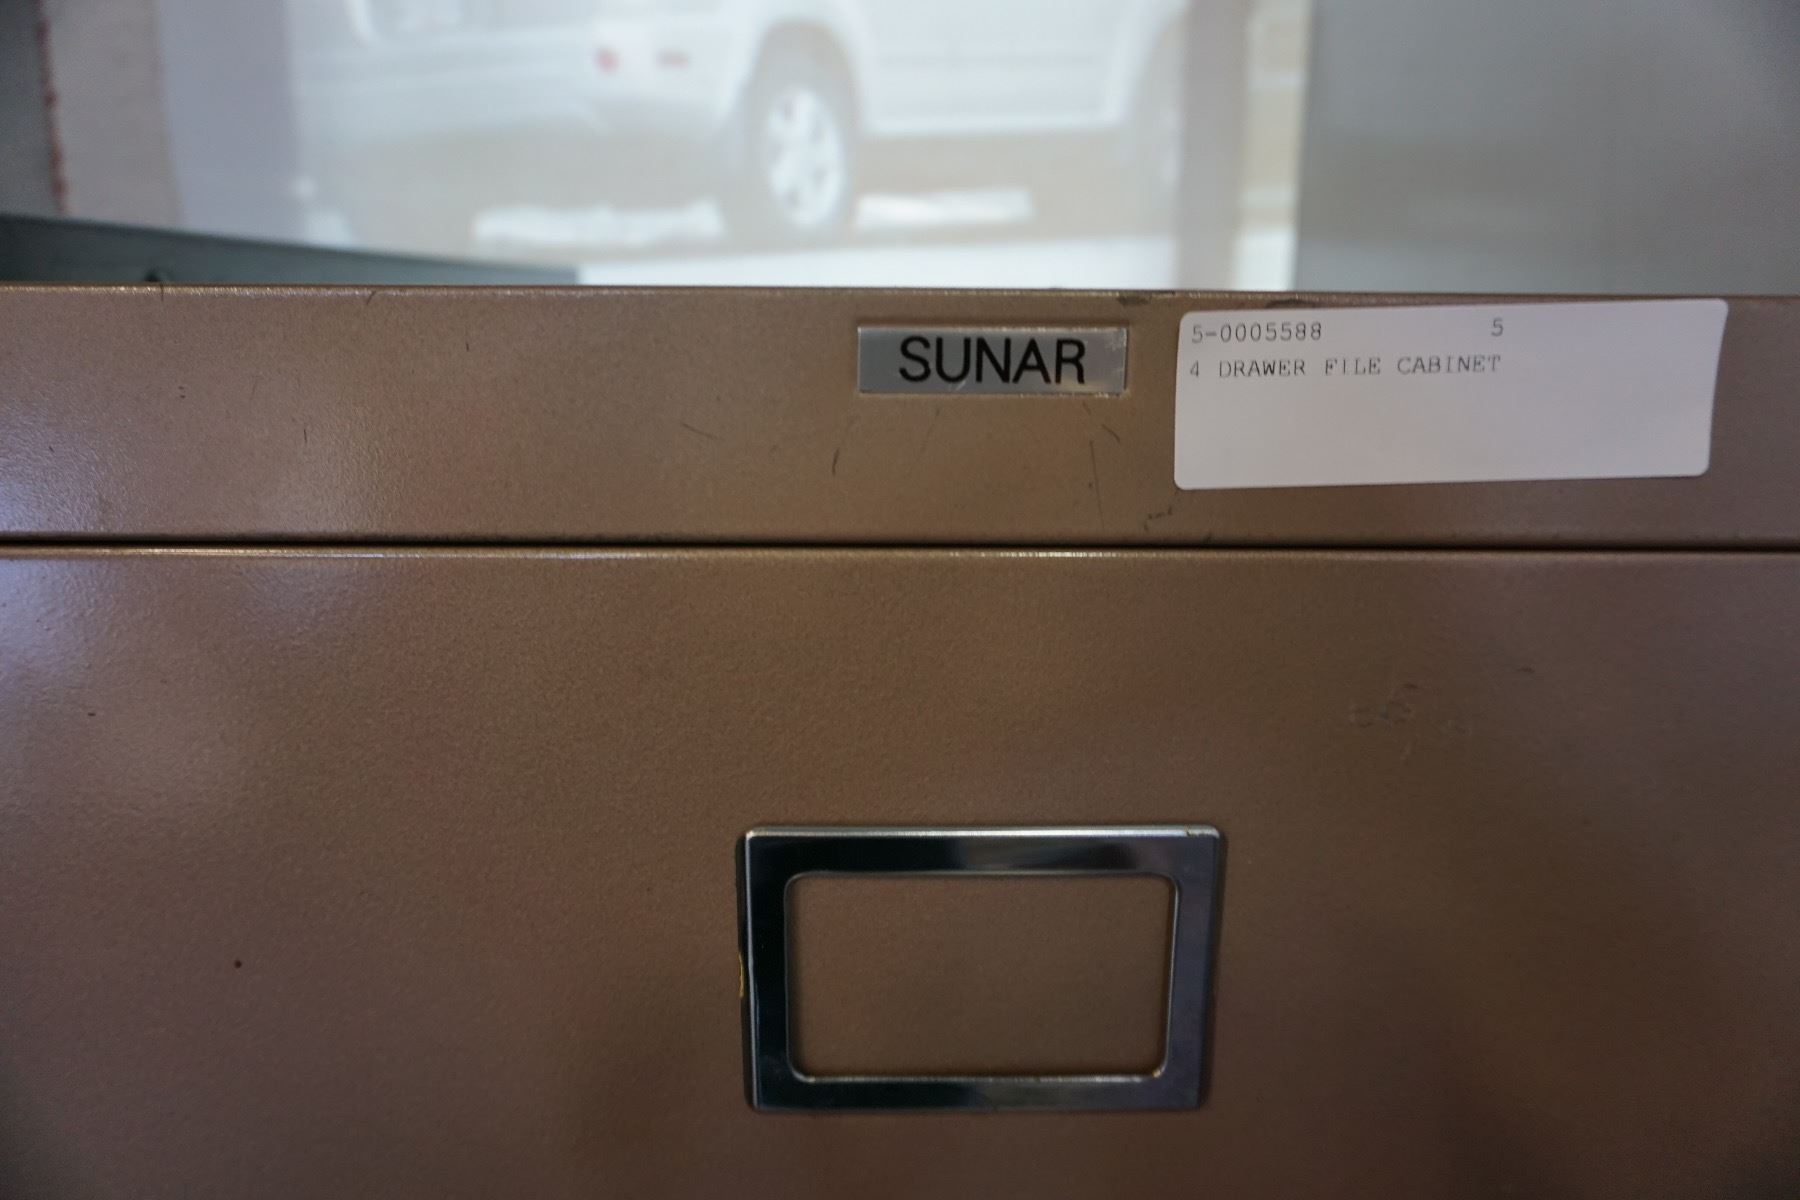 SUNAR
5-0005588 5
4 DRAWER FILE CABINET